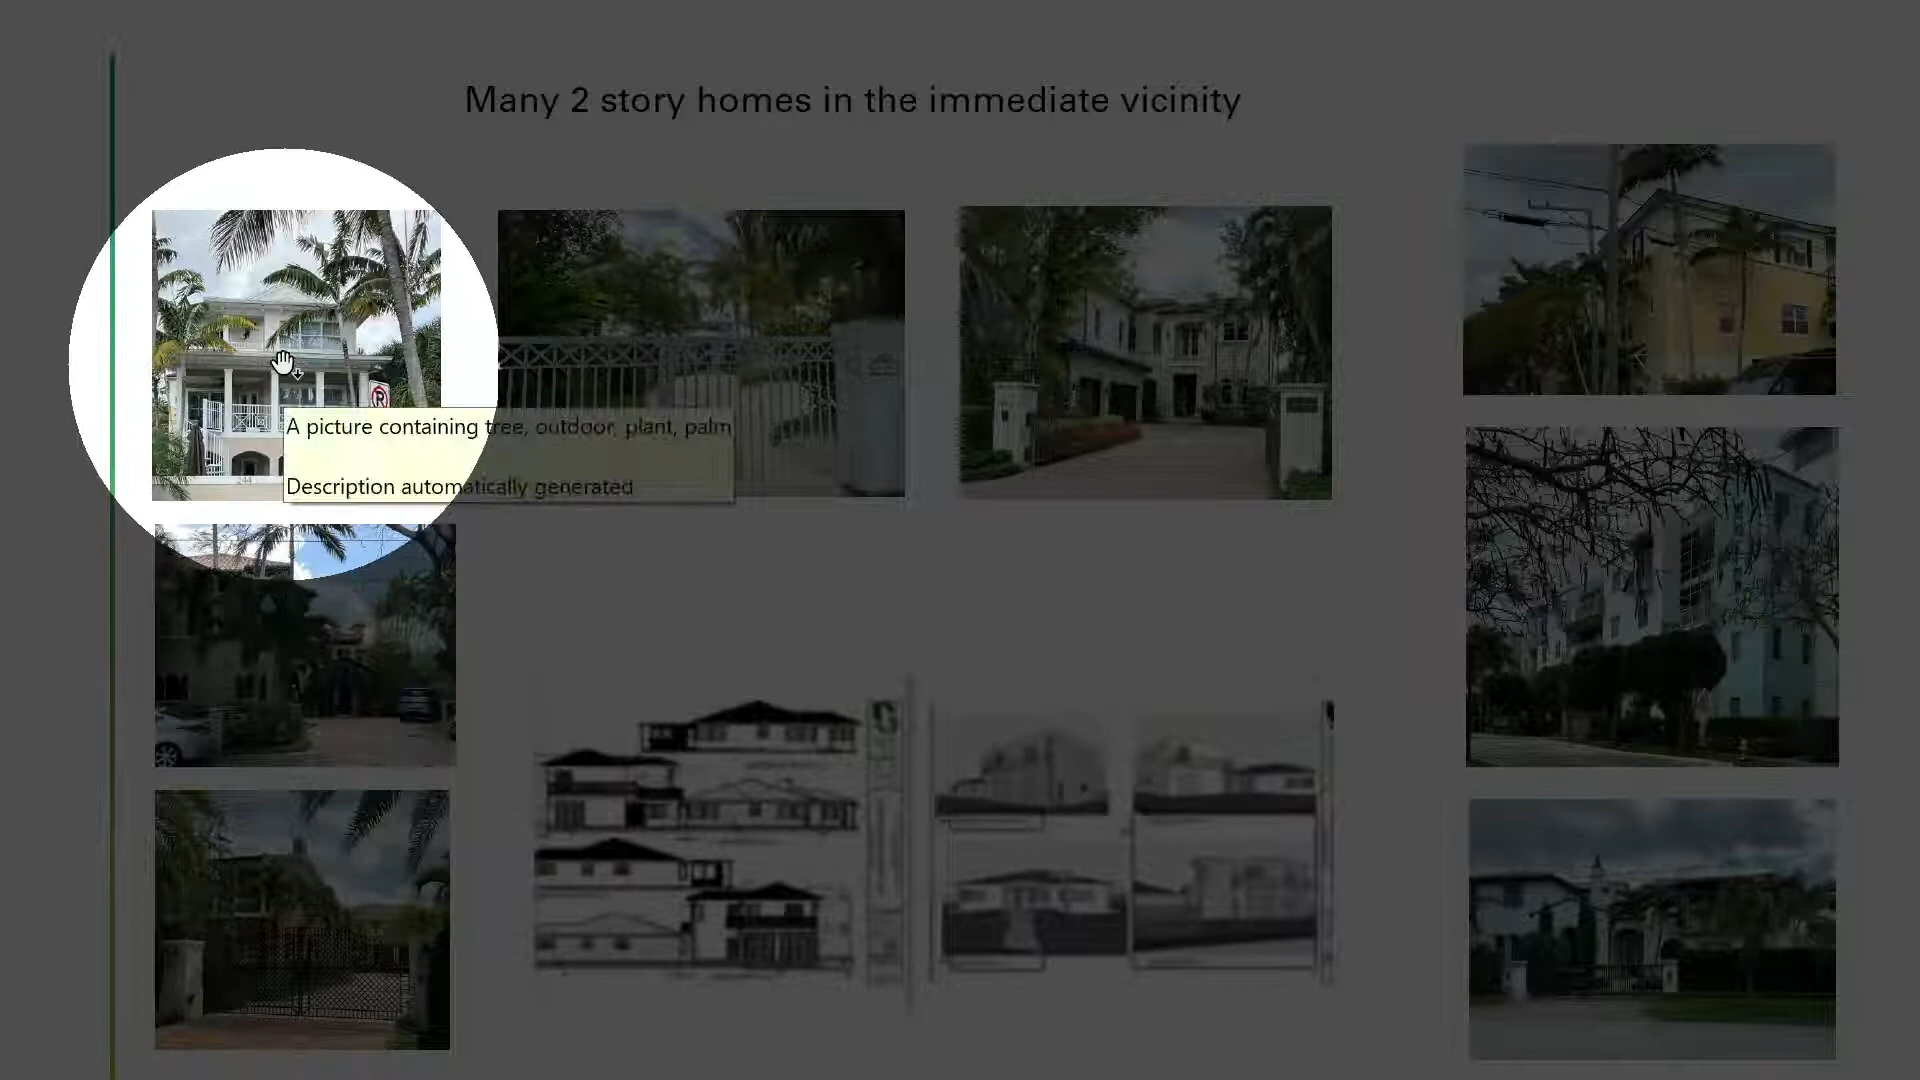 Many 2 story homes in the immediate vicinity
A picture containing tree, outdoor, plant, palm
Description automatically generated